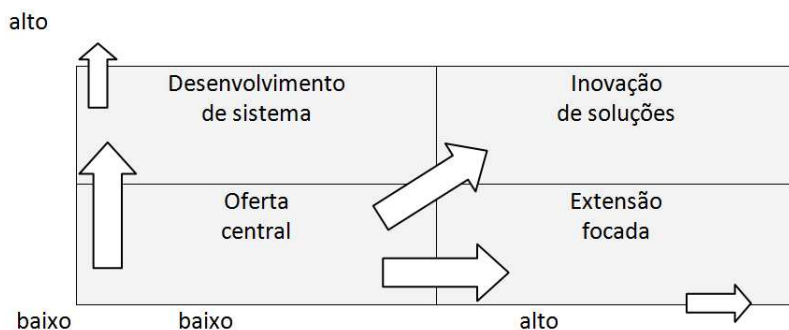 alto
Desenvolvimento
de sistema
Inovação
de soluções
Oferta
central
Extensão
focada
baixo
baixo
alto